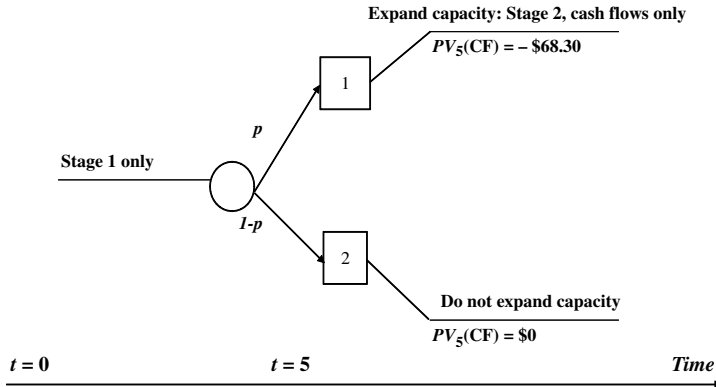 Expand capacity: Stage 2, cash flows only
PV5(CF) = – $68.30
1
p
Stage 1 only
1-p
2
Do not expand capacity
PV5(CF) = $0
t = 0 t = 5 Time